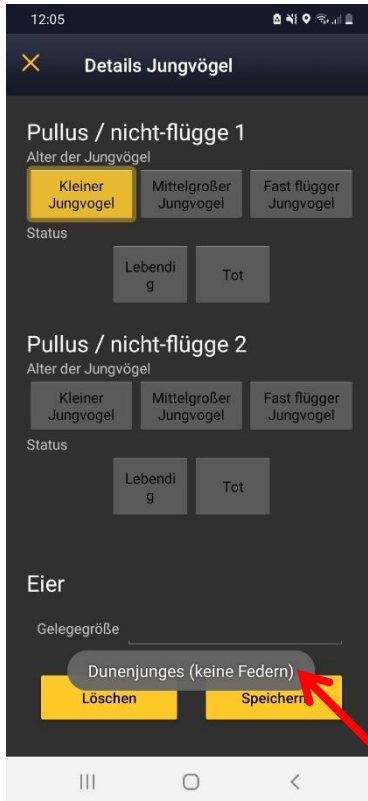 12:05
Details Jungvögel
Pullus / nicht-flügge 1
Alter der Jungvögel
Kleiner Mittelgroßer Fast flügger
Jungvogel Jungvogel Jungvogel
Status
Lebendi Tot
g
Pullus / nicht-flügge 2
Alter der Jungvögel
Kleiner Mittelgroßer Fast flügger
Jungvogel Jungvogel Jungvogel
Status
Lebendi Tot
g
Eier
Gelegegröße
Dunenjunges (keine Federn)
Löschen Speichern